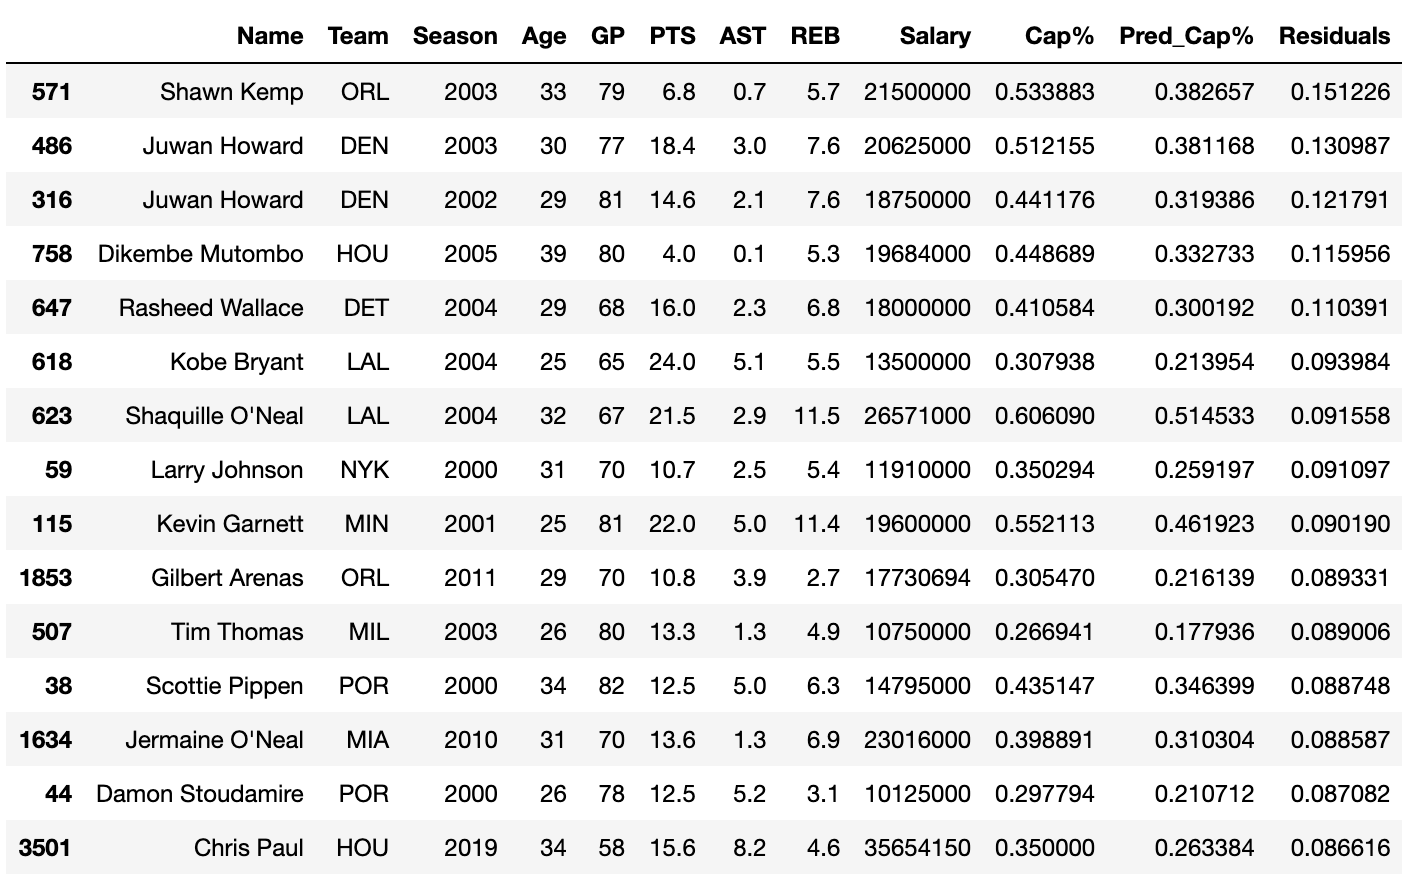 Name Team Season Age GP PTS AST REB Salary Cap% Pred_Cap% Residuals
571 Shawn Kemp ORL 2003 33 79 6.8 0.7 5.7 21500000 0.533883 0.382657 0.151226
486 Juwan Howard DEN 2003 30 77 18.4 3.0 7.6 20625000 0.512155 0.381168 0.130987
316 Juwan Howard DEN 2002 29 81 14.6 2.1 7.6 18750000 0.441176 0.319386 0.121791
758 Dikembe Mutombo HOU 2005 39 80 4.0 0.1 5.3 19684000 0.448689 0.332733 0.115956
647 Rasheed Wallace DET 2004 29 68 16.0 2.3 6.8 18000000 0.410584 0.300192 0.110391
618 Kobe Bryant LAL 2004 25 65 24.0 5.1 5.5 13500000 0.307938 0.213954 0.093984
623 Shaquille O'Neal LAL 2004 32 67 21.5 2.9 11.5 26571000 0.606090 0.514533 0.091558
59 Larry Johnson NYK 2000 31 70 10.7 2.5 5.4 11910000 0.350294 0.259197 0.091097
115 Kevin Garnett MIN 2001 25 81 22.0 5.0 11.4 19600000 0.552113 0.461923 0.090190
1853 Gilbert Arenas ORL 2011 29 70 10.8 3.9 2.7 17730694 0.305470 0.216139 0.089331
507 Tim Thomas MIL 2003 26 80 13.3 1.3 4.9 10750000 0.266941 0.177936 0.089006
38 Scottie Pippen POR 2000 34 82 12.5 5.0 6.3 14795000 0.435147 0.346399 0.088748
1634 Jermaine O'Neal MIA 2010 31 70 13.6 1.3 6.9 23016000 0.398891 0.310304 0.088587
44 Damon Stoudamire POR 2000 26 78 12.5 5.2 3.1 10125000 0.297794 0.210712 0.087082
3501 Chris Paul HOU 2019 34 58 15.6 8.2 4.6 35654150 0.350000 0.263384 0.086616